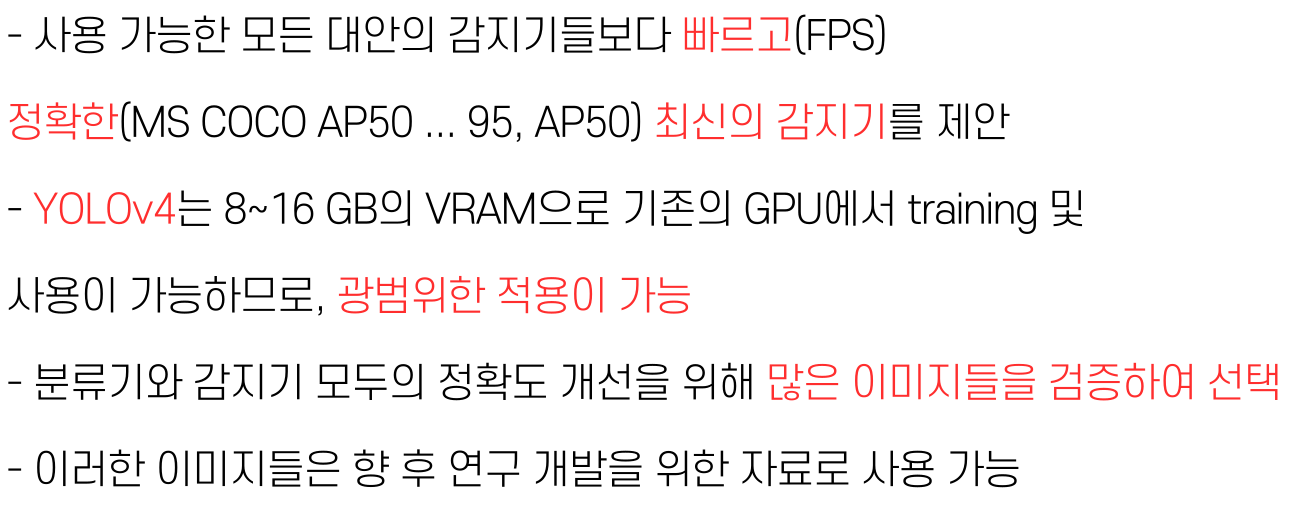 - 사용 가능한 모든 대안의 감지기들보다 빠르고(FPS)
정확한(MS COCO AP50 ... 95, AP50) 최신의 감지기를 제안
- YOLOv4는 8~16 GB의 VRAM으로 기존의 GPU에서 training 및
사용이 가능하므로, 광범위한 적용이 가능
- 분류기와 감지기 모두의 정확도 개선을 위해 많은 이미지들을 검증하여 선택
- 이러한 이미지들은 향 후 연구 개발을 위한 자료로 사용 가능